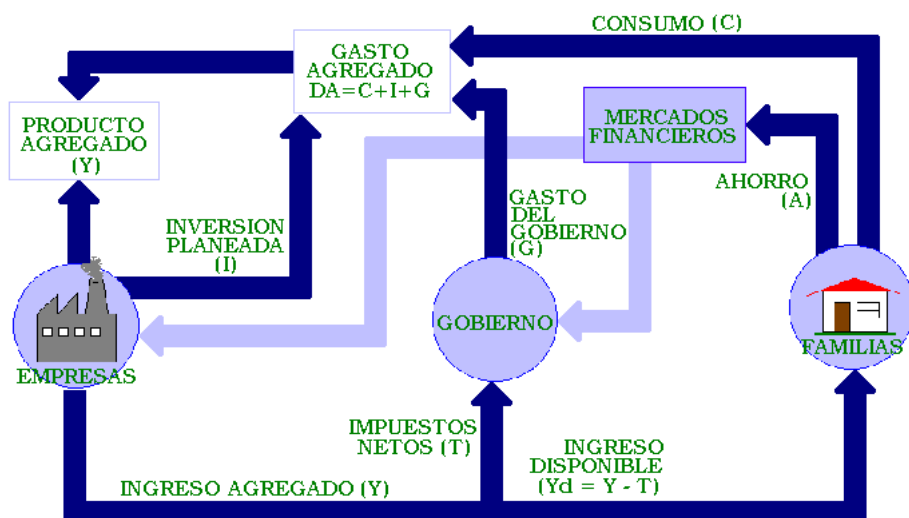 CONSUMO (C)
GASTO
AGREGADO
DA=C+I+G
PRODUCTO
AGREGADO
(Y)
MERCADOS
FINANCIEROS
AHORRO
(A)
INVERSION
PLANEADA
(I)
GASTO
DEL
GOBIERNO
(G)
EMPRESAS
GOBIERNO
FAMILIAS
IMPUESTOS
NETOS (T)
INGRESO
DISPONIBLE
(Yd = Y - T)
INGRESO AGREGADO (Y)